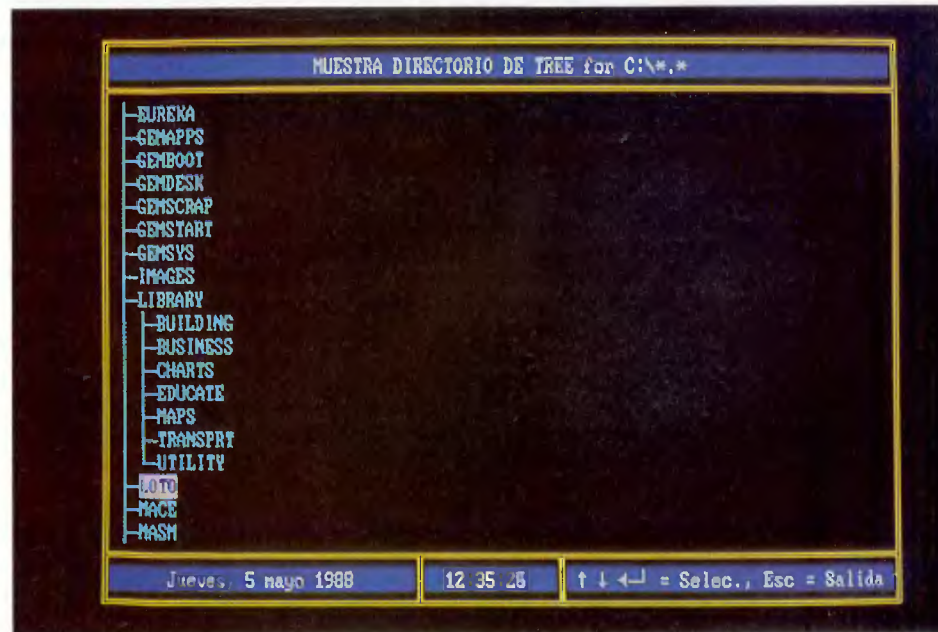 MUESTRA DIRECTORIO DE TREE for C:\*.*
EUREKA
GEMAPPS
GEMBOOT
GEMDESK
GEMSCRAP
GEMSTART
GEMSYS
IMAGES
LIBRARY
BUILDING
BUSINESS
CHARTS
EDUCATE
MAPS
TRANSPRT
UTILITY
LOTO
MACE
MASM
Jueves, 5 mayo 1988
12:35:26
↑ ↓ ←┘ = Selec., Esc = Salida